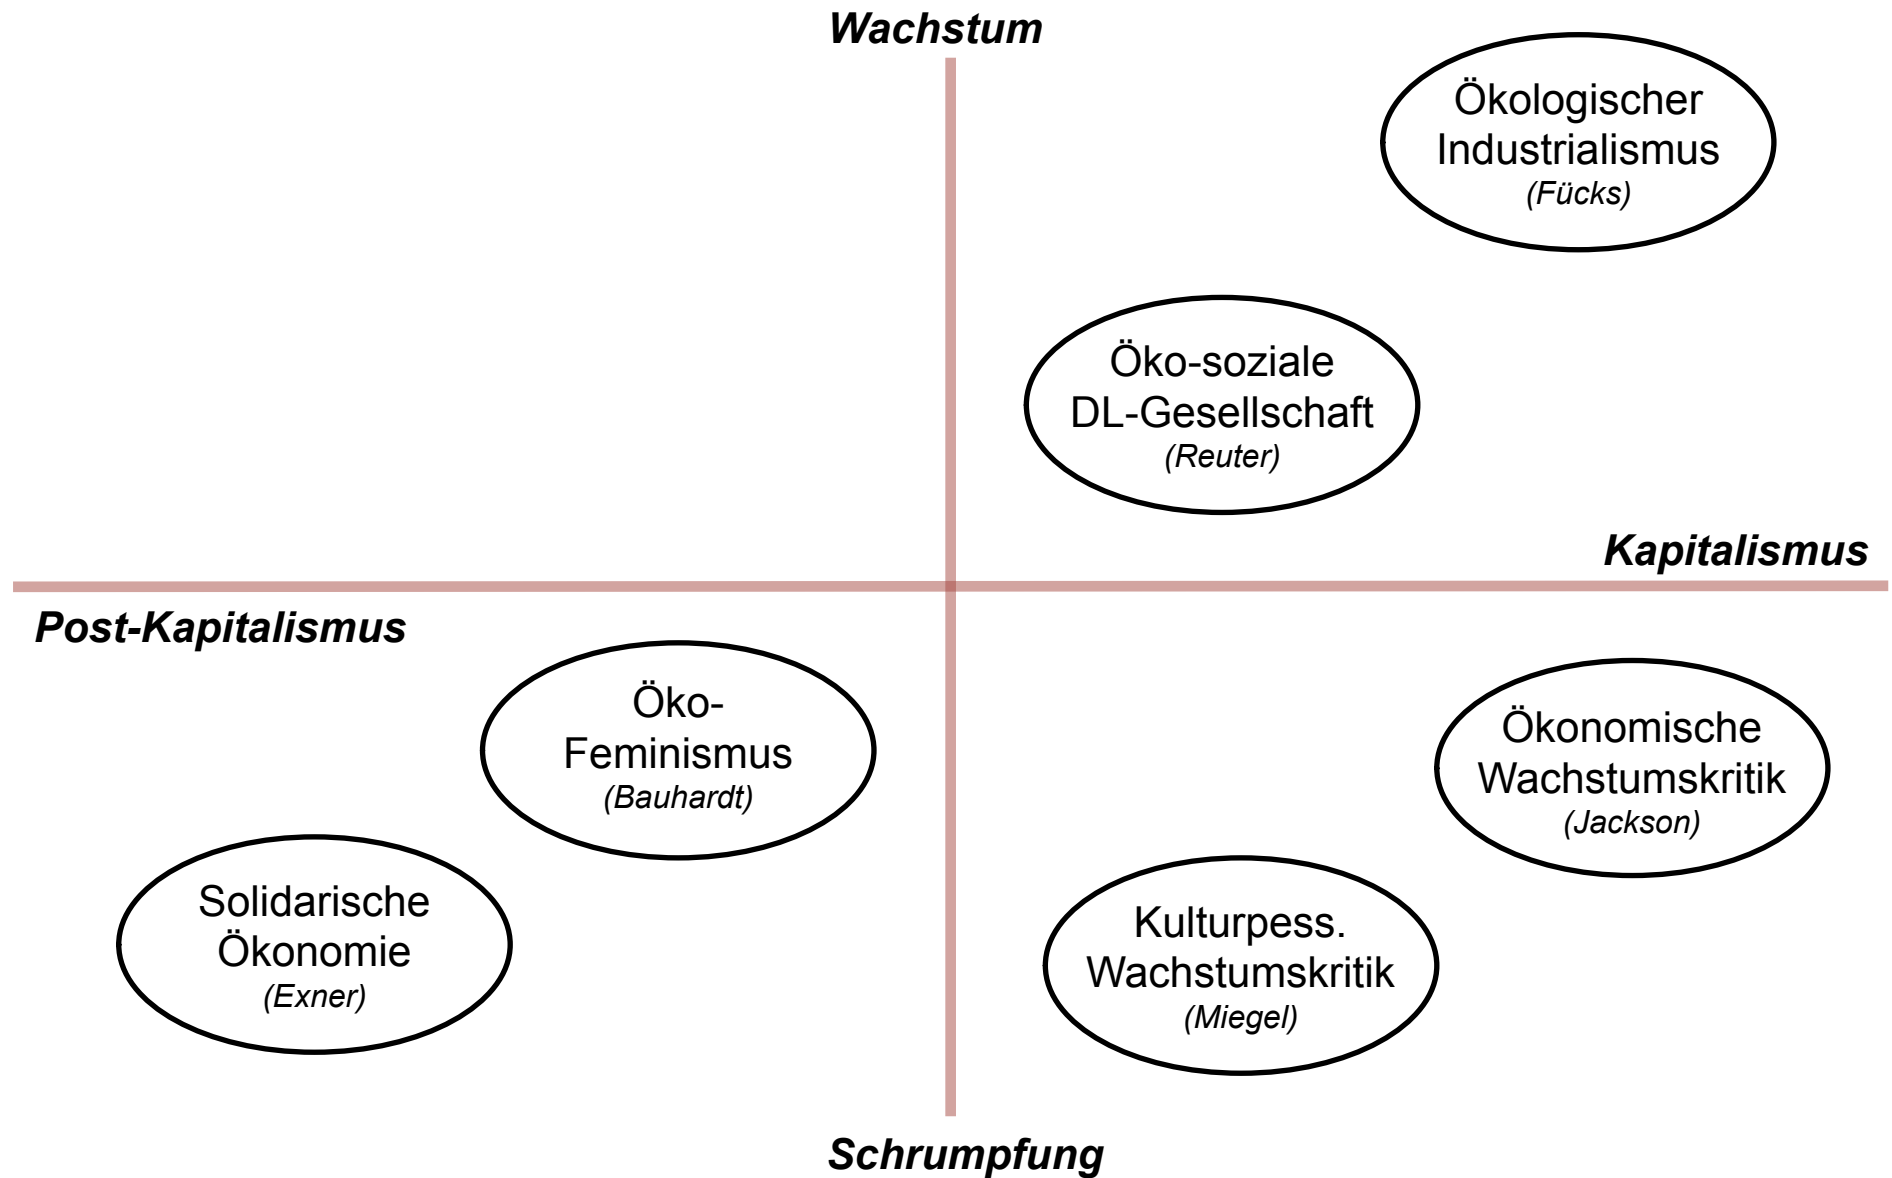 Wachstum
Ökologischer
Industrialismus
(Fücks)
Öko-soziale
DL-Gesellschaft
(Reuter)
Kapitalismus
Post-Kapitalismus
Öko-
Feminismus
(Bauhardt)
Ökonomische
Wachstumskritik
(Jackson)
Solidarische
Ökonomie
(Exner)
Kulturpess.
Wachstumskritik
(Miegel)
Schrumpfung